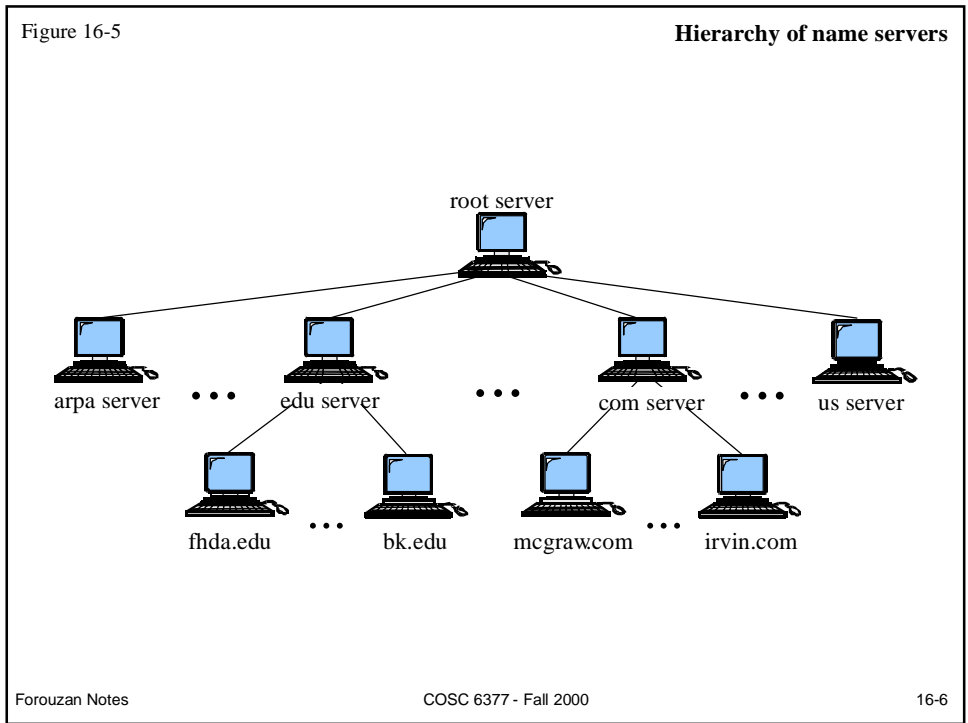 Figure 16-5 Hierarchy of name servers
root server
arpa server ... edu server ... com server ... us server
fhda.edu ... bk.edu mcgraw.com ... irvin.com
Forouzan Notes COSC 6377 - Fall 2000 16-6